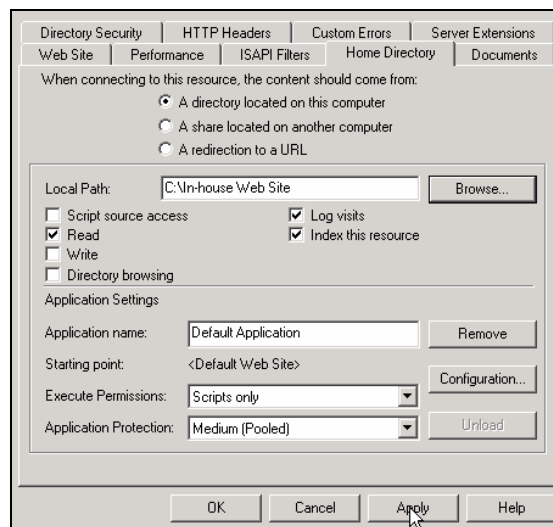 Directory Security HTTP Headers Custom Errors Server Extensions
Web Site Performance ISAPI Filters Home Directory Documents
When connecting to this resource, the content should come from:
A directory located on this computer
A share located on another computer
A redirection to a URL
Local Path: C:\In-house Web Site Browse...
Script source access Log visits
Read Index this resource
Write
Directory browsing
Application Settings
Application name: Default Application Remove
Starting point: <Default Web Site>
Configuration...
Execute Permissions: Scripts only
Application Protection: Medium (Pooled) Unload
OK Cancel Apply Help